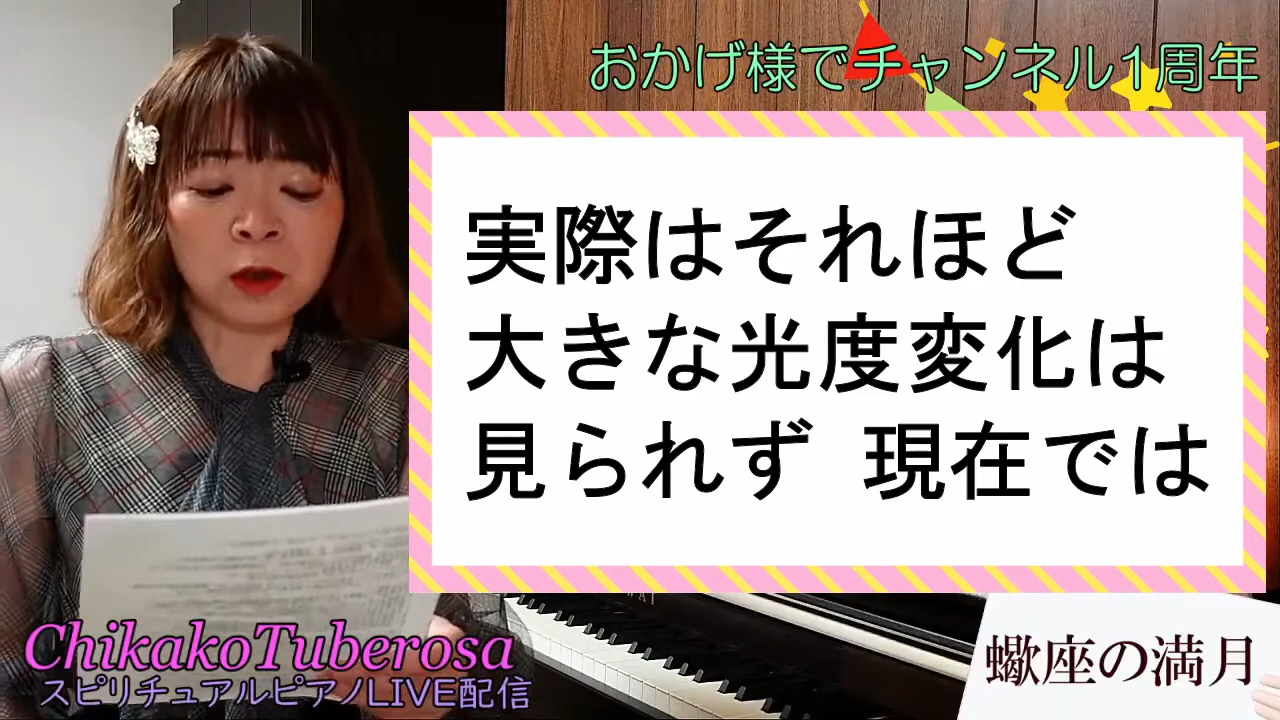 おかげ様でチャンネル1周年
実際はそれほど
大きな光度変化は
見られず 現在では
ChikakoTuberosa
スピリチュアルピアノLIVE配信
蠍座の満月